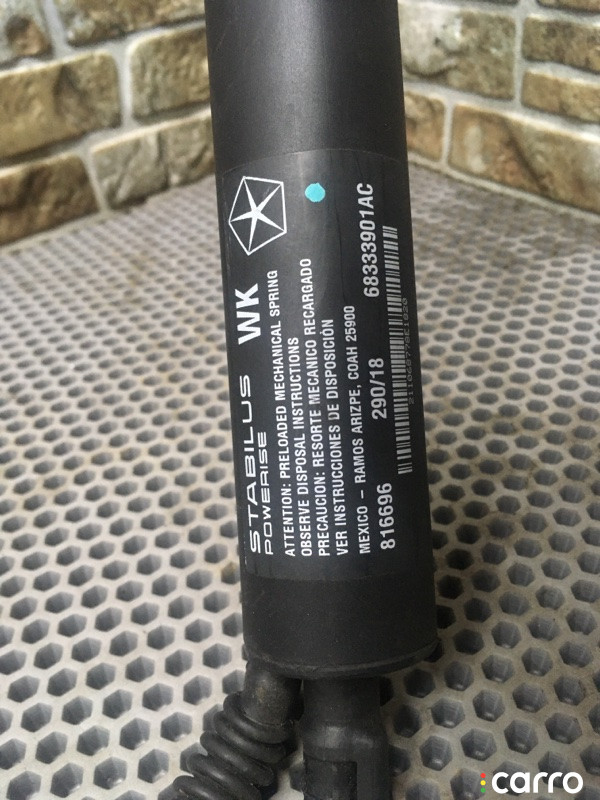 STABILUS WK
POWERISE
ATTENTION: PRELOADED MECHANICAL SPRING
OBSERVE DISPOSAL INSTRUCTIONS
PRECAUCION: RESORTE MECANICO RECARGADO
VER INSTRUCCIONES DE DISPOSICIÓN
MEXICO – RAMOS ARIZPE, COAH 25900
816696 290/18 68333901AC
carro